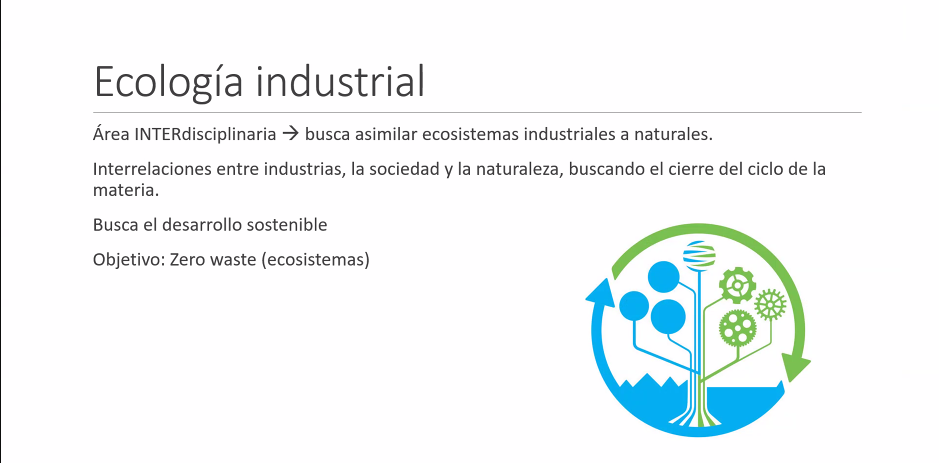 Ecología industrial
Área INTERdisciplinaria → busca asimilar ecosistemas industriales a naturales.
Interrelaciones entre industrias, la sociedad y la naturaleza, buscando el cierre del ciclo de la
materia.
Busca el desarrollo sostenible
Objetivo: Zero waste (ecosistemas)